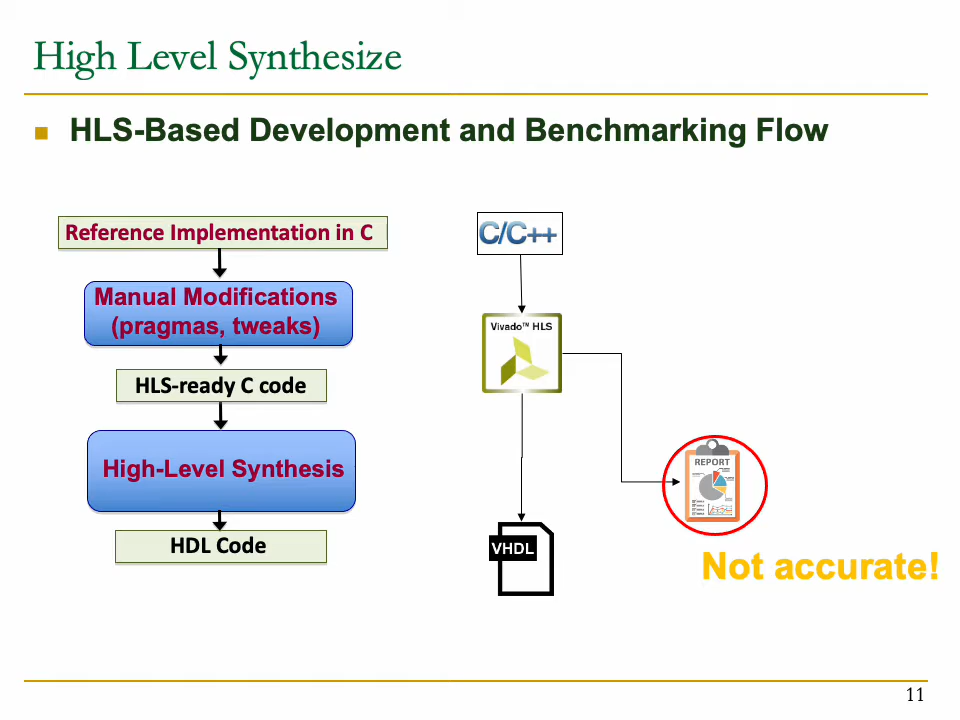 High Level Synthesize
HLS-Based Development and Benchmarking Flow
Reference Implementation in C
Manual Modifications
(pragmas, tweaks)
HLS-ready C code
High-Level Synthesis
HDL Code
C/C++
Vivado™ HLS
VHDL
REPORT
Not accurate!
11